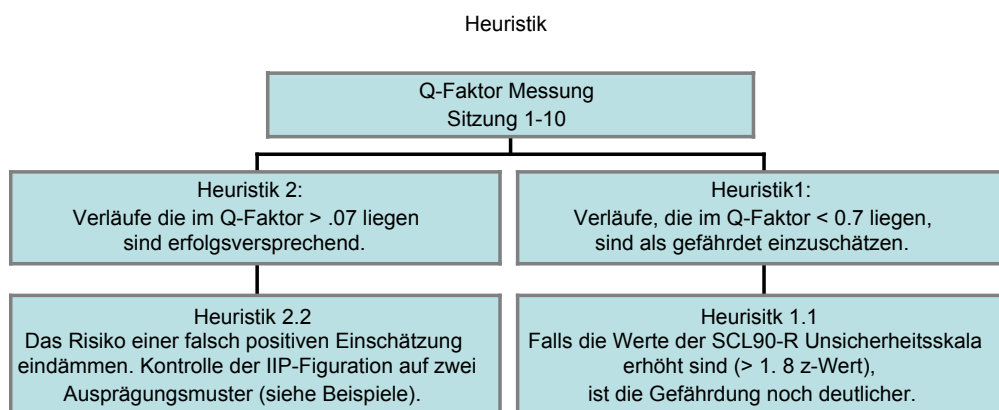 Heuristik
Q-Faktor Messung
Sitzung 1-10
Heuristik 2:
Verläufe die im Q-Faktor > .07 liegen
sind erfolgsversprechend.
Heuristik1:
Verläufe, die im Q-Faktor < 0.7 liegen,
sind als gefährdet einzuschätzen.
Heuristik 2.2
Das Risiko einer falsch positiven Einschätzung
eindämmen. Kontrolle der IIP-Figuration auf zwei
Ausprägungsmuster (siehe Beispiele).
Heurisitk 1.1
Falls die Werte der SCL90-R Unsicherheitsskala
erhöht sind (> 1. 8 z-Wert),
ist die Gefährdung noch deutlicher.